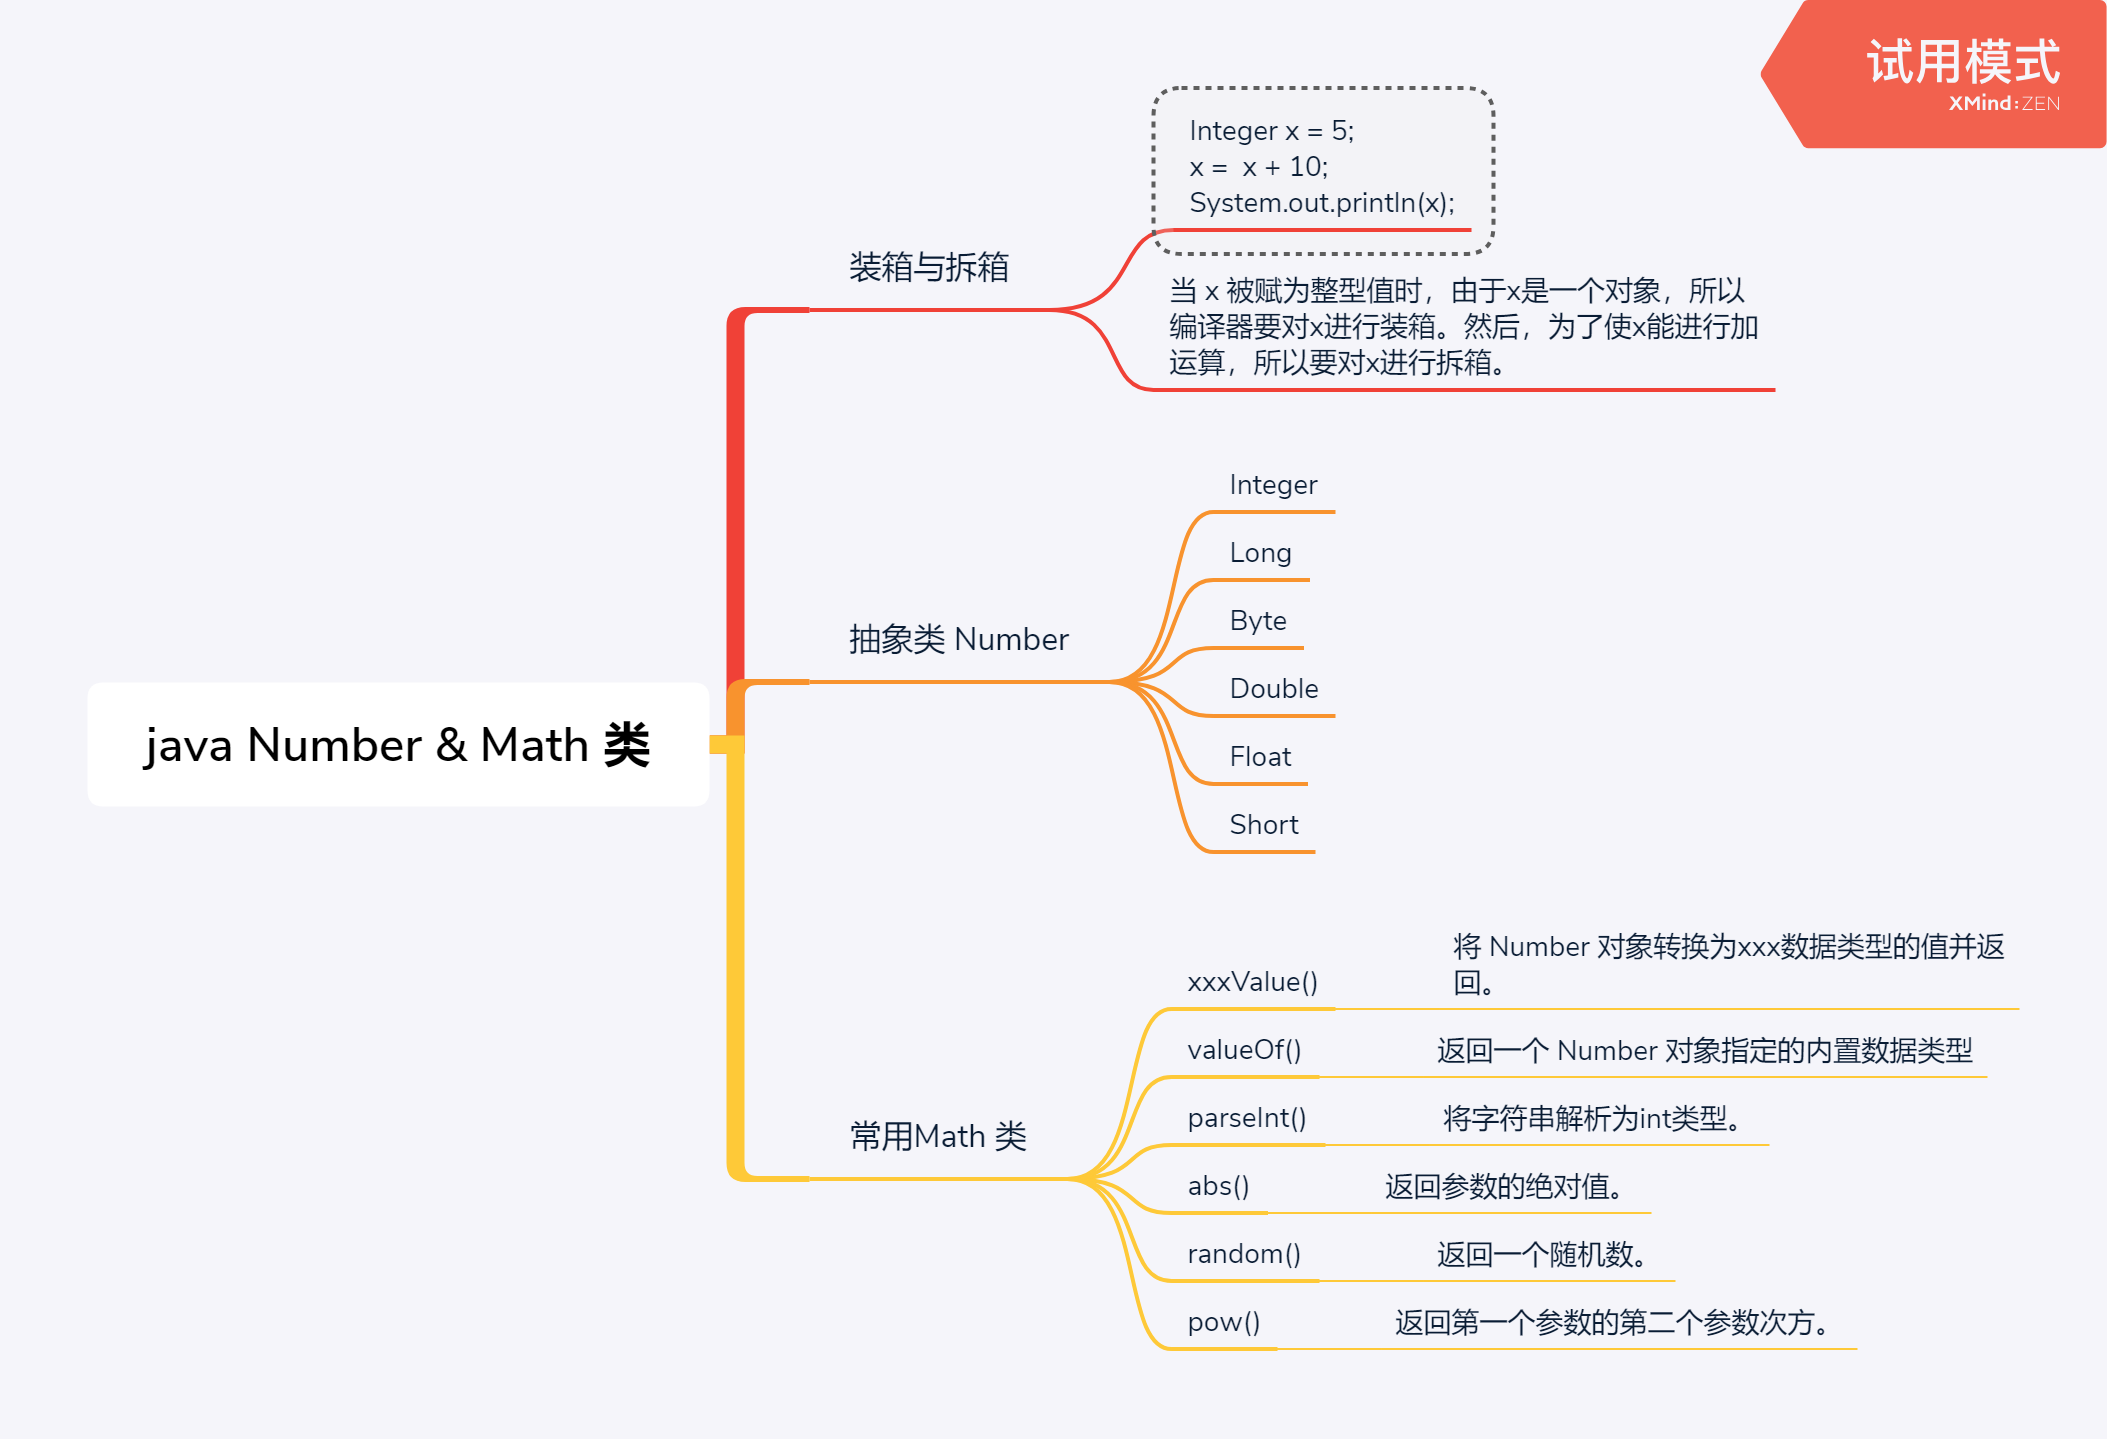 试用模式
XMind:ZEN
java Number & Math 类
装箱与拆箱
Integer x = 5;
x =  x + 10;
System.out.println(x);
当 x 被赋为整型值时，由于x是一个对象，所以
编译器要对x进行装箱。然后，为了使x能进行加
运算，所以要对x进行拆箱。
抽象类 Number
Integer
Long
Byte
Double
Float
Short
常用Math 类
xxxValue()
将 Number 对象转换为xxx数据类型的值并返
回。
valueOf()
返回一个 Number 对象指定的内置数据类型
parseInt()
将字符串解析为int类型。
abs()
返回参数的绝对值。
random()
返回一个随机数。
pow()
返回第一个参数的第二个参数次方。